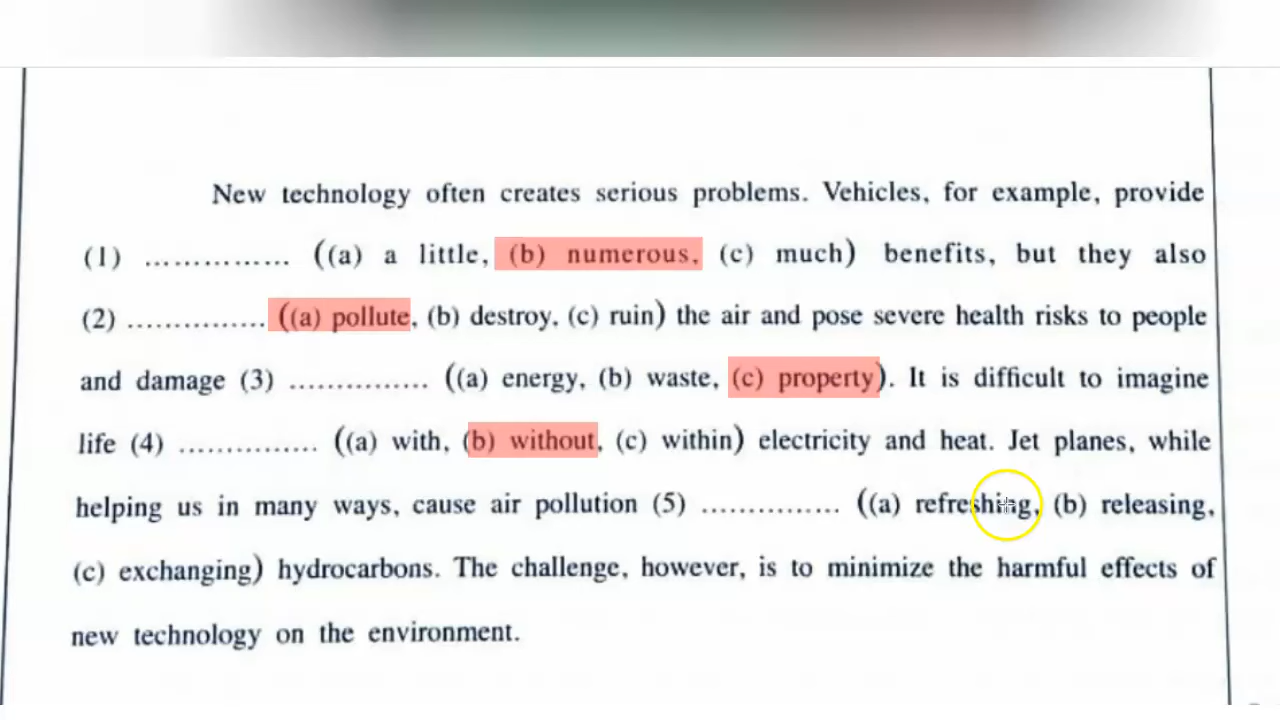 New technology often creates serious problems. Vehicles, for example, provide
(1) ............... ((a) a little, (b) numerous, (c) much) benefits, but they also
(2) ............... ((a) pollute, (b) destroy, (c) ruin) the air and pose severe health risks to people
and damage (3) ............... ((a) energy, (b) waste, (c) property). It is difficult to imagine
life (4) ............... ((a) with, (b) without, (c) within) electricity and heat. Jet planes, while
helping us in many ways, cause air pollution (5) ............... ((a) refreshing, (b) releasing,
(c) exchanging) hydrocarbons. The challenge, however, is to minimize the harmful effects of
new technology on the environment.